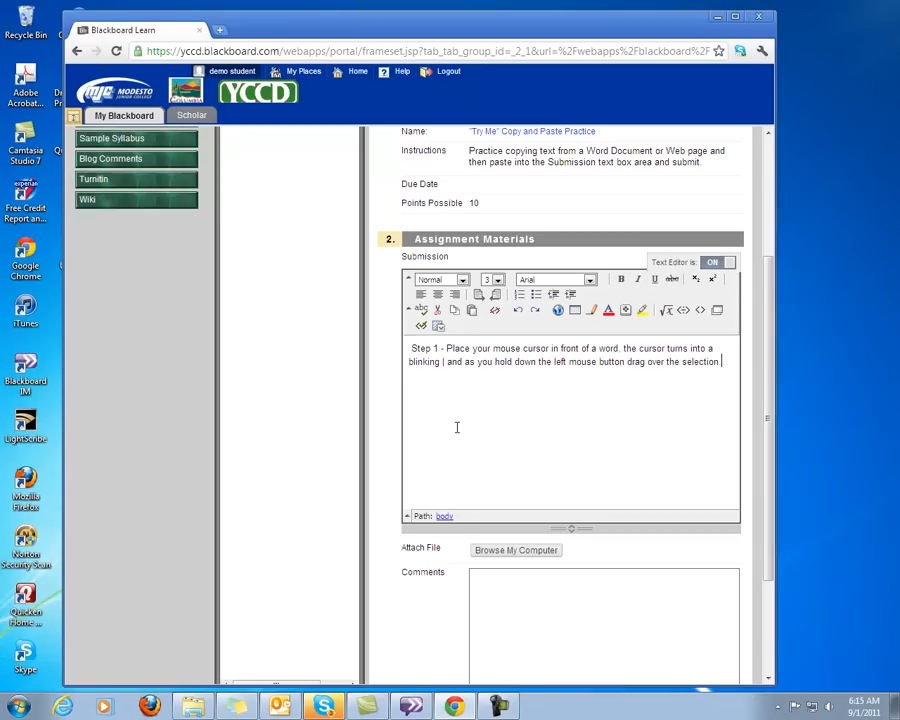 Recycle Bin
Adobe
Acrobat...
Camtasia
Studio 7
Free Credit
Report an...
Google
Chrome
iTunes
Blackboard
IM
LightScribe
Mozilla
Firefox
Norton
Security Scan
Quicken
Home ...
Skype
Blackboard Learn
https://yccd.blackboard.com/webapps/portal/frameset.jsp?tab_tab_group_id=_2_1&url=%2Fwebapps%2Fblackboard%2F
demo student
My Places
Home
Help
Logout
mjc MODESTO
JUNIOR COLLEGE
COLUMBIA
YCCD
My Blackboard
Scholar
Sample Syllabus
Blog Comments
Turnitin
Wiki
Name: "Try Me" Copy and Paste Practice
Instructions Practice copying text from a Word Document or Web page and
then paste into the Submission text box area and submit.
Due Date
Points Possible 10
2. Assignment Materials
Submission
Text Editor is: ON
Normal 3 Arial
Step 1 - Place your mouse cursor in front of a word. the cursor turns into a
blinking | and as you hold down the left mouse button drag over the selection
Path: body
Attach File Browse My Computer
Comments
6:15 AM
9/1/2011